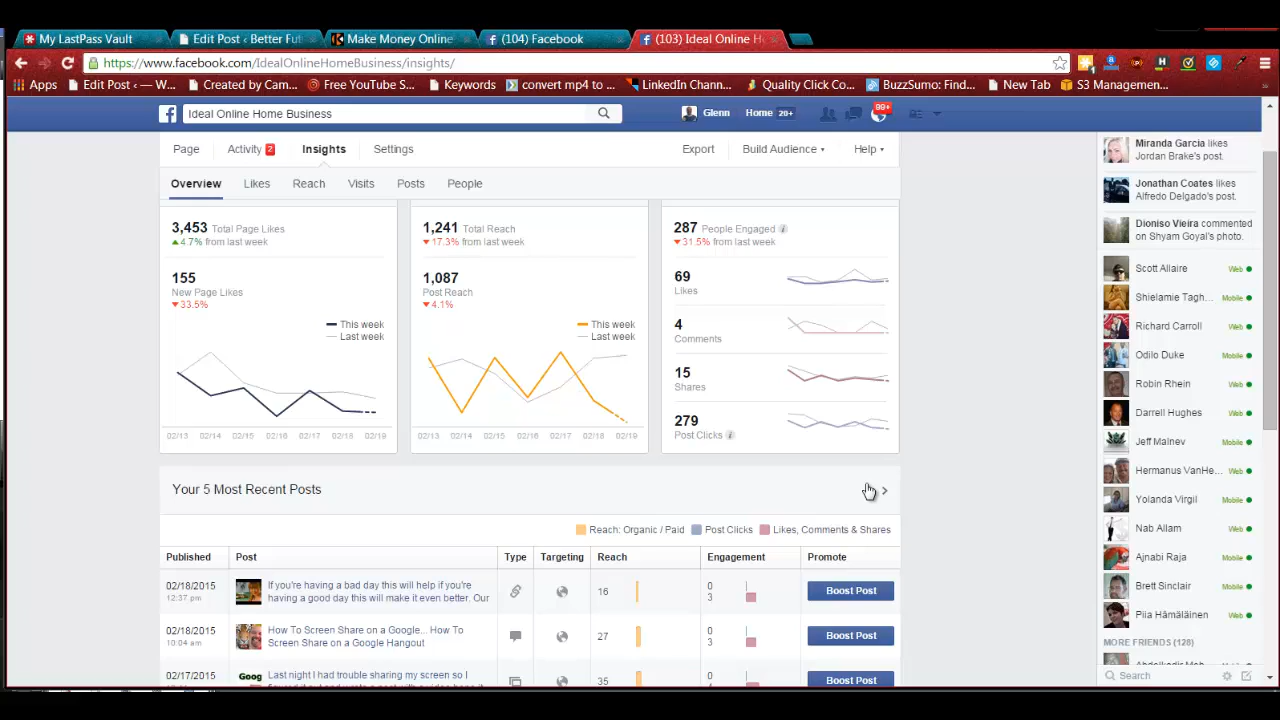 My LastPass Vault
Edit Post ‹ Better Fut
Make Money Online
(104) Facebook
(103) Ideal Online H
https://www.facebook.com/IdealOnlineHomeBusiness/insights/
Apps
Edit Post ‹ — W...
Created by Cam...
Free YouTube S...
Keywords
convert mp4 to ...
LinkedIn Chann...
Quality Click Co...
BuzzSumo: Find...
New Tab
S3 Managemen...
Ideal Online Home Business
Glenn
Home 20+
99+
Page
Activity 2
Insights
Settings
Export
Build Audience
Help
Overview
Likes
Reach
Visits
Posts
People
3,453 Total Page Likes
4.7% from last week
155
New Page Likes
33.5%
This week
Last week
02/13 02/14 02/15 02/16 02/17 02/18 02/19
1,241 Total Reach
17.3% from last week
1,087
Post Reach
4.1%
This week
Last week
02/13 02/14 02/15 02/16 02/17 02/18 02/19
287 People Engaged
31.5% from last week
69
Likes
4
Comments
15
Shares
279
Post Clicks
Your 5 Most Recent Posts
Reach: Organic / Paid
Post Clicks
Likes, Comments & Shares
Published Post Type Targeting Reach Engagement Promote
02/18/2015
12:37 pm
If you're having a bad day this will help if you're
having a good day this will make it even better. Our
16
0
3
Boost Post
02/18/2015
10:04 am
How To Screen Share on a Google... How To
Screen Share on a Google Hangout
27
0
3
Boost Post
02/17/2015
Goog
Last night I had trouble sharing my screen so I
35
0
Boost Post
Miranda Garcia likes
Jordan Brake's post.
Jonathan Coates likes
Alfredo Delgado's post.
Dioniso Vieira commented
on Shyam Goyal's photo.
Scott Allaire Web
Shielamie Tagh... Mobile
Richard Carroll Web
Odilo Duke Mobile
Robin Rhein Web
Darrell Hughes Web
Jeff Malnev Mobile
Hermanus VanHe... Web
Yolanda Virgil Mobile
Nab Allam Web
Ajnabi Raja Mobile
Brett Sinclair Mobile
Piia Hämäläinen Web
MORE FRIENDS (128)
Search